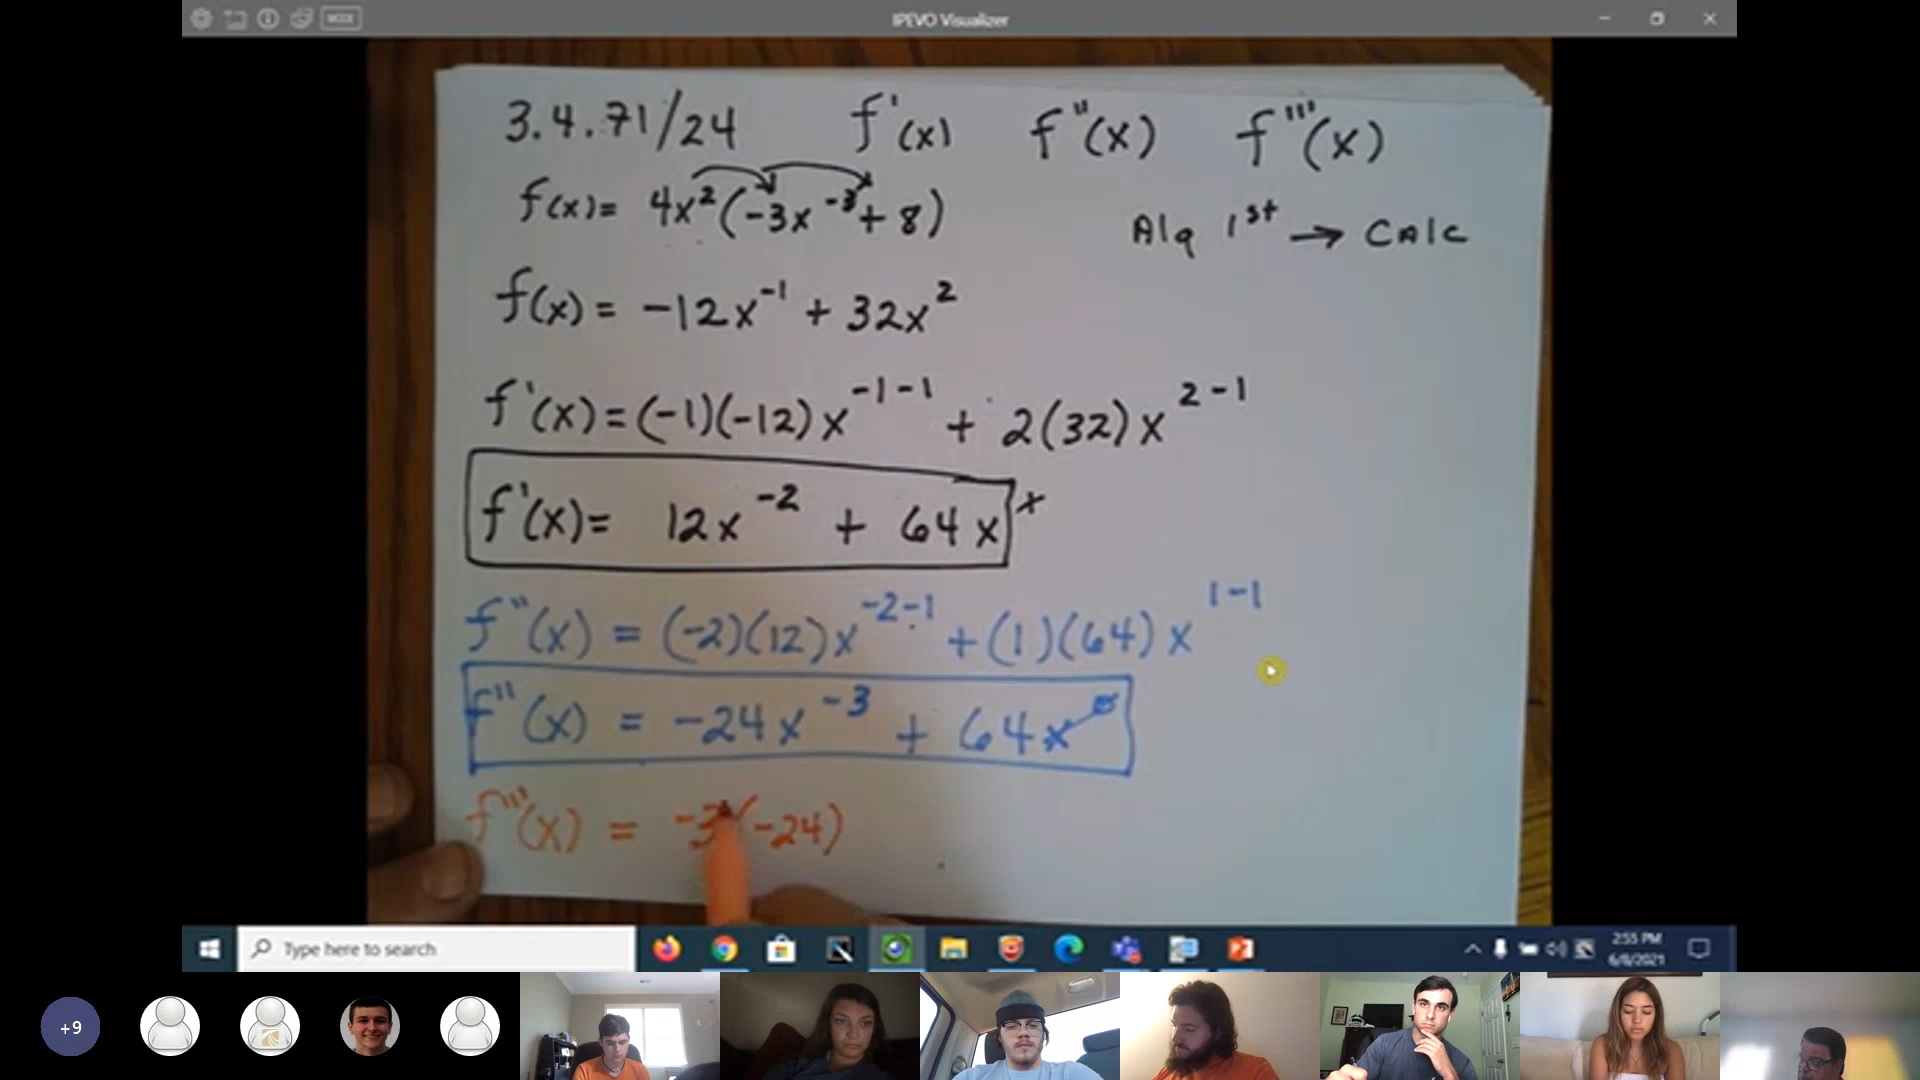 MODE IPEVO Visualizer
3.4.71/24 f'(x) f''(x) f'''(x)
f(x)= 4x²(-3x⁻³+ 8)
Alg 1st → CAlc
f(x) = -12x⁻¹ + 32x²
f'(x)=(-1)(-12)x⁻¹⁻¹ + 2(32)x²⁻¹
f'(x)= 12x⁻² + 64x x
f''(x) = (-2)(12)x⁻²⁻¹ + (1)(64)x¹⁻¹
f''(x) = -24x⁻³ + 64x
f'''(x) = -3(-24)
Type here to search
2:55 PM
6/8/2021
+9